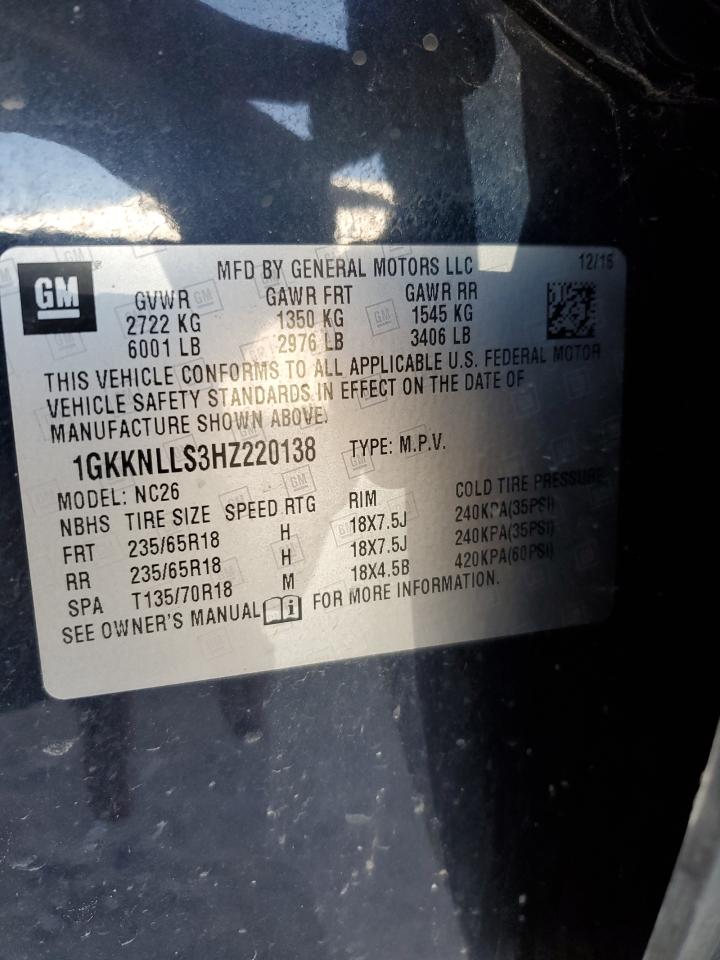 GM
MFD BY GENERAL MOTORS LLC 12/16
GVWR GAWR FRT GAWR RR
2722 KG 1350 KG 1545 KG
6001 LB 2976 LB 3406 LB
THIS VEHICLE CONFORMS TO ALL APPLICABLE U.S. FEDERAL MOTOR
VEHICLE SAFETY STANDARDS IN EFFECT ON THE DATE OF
MANUFACTURE SHOWN ABOVE.
1GKKNLLS3HZ220138 TYPE: M.P.V.
MODEL: NC26
NBHS TIRE SIZE SPEED RTG RIM COLD TIRE PRESSURE
FRT 235/65R18 H 18X7.5J 240KPA(35PSI)
RR 235/65R18 H 18X7.5J 240KPA(35PSI)
SPA T135/70R18 M 18X4.5B 420KPA(60PSI)
SEE OWNER'S MANUAL FOR MORE INFORMATION.